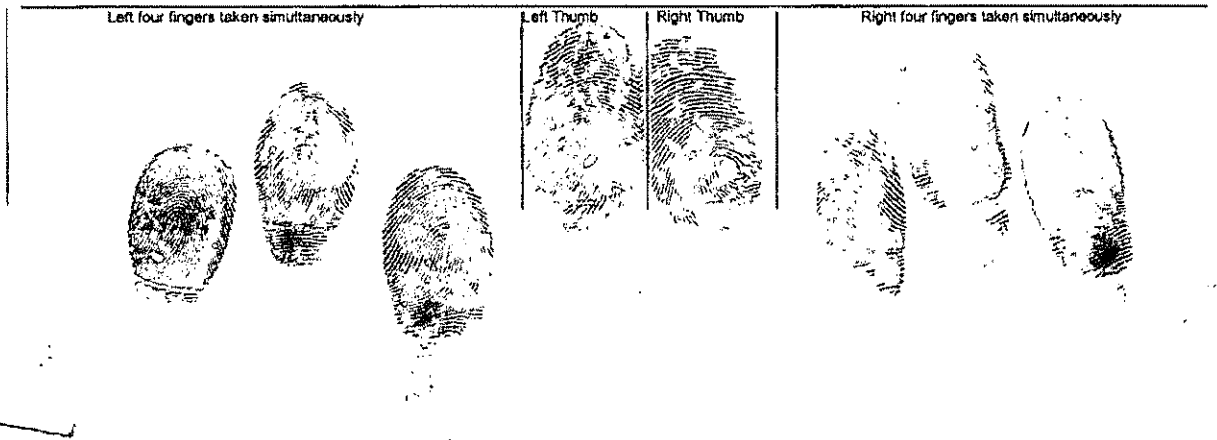 Left four fingers taken simultaneously
Left Thumb
Right Thumb
Right four fingers taken simultaneously